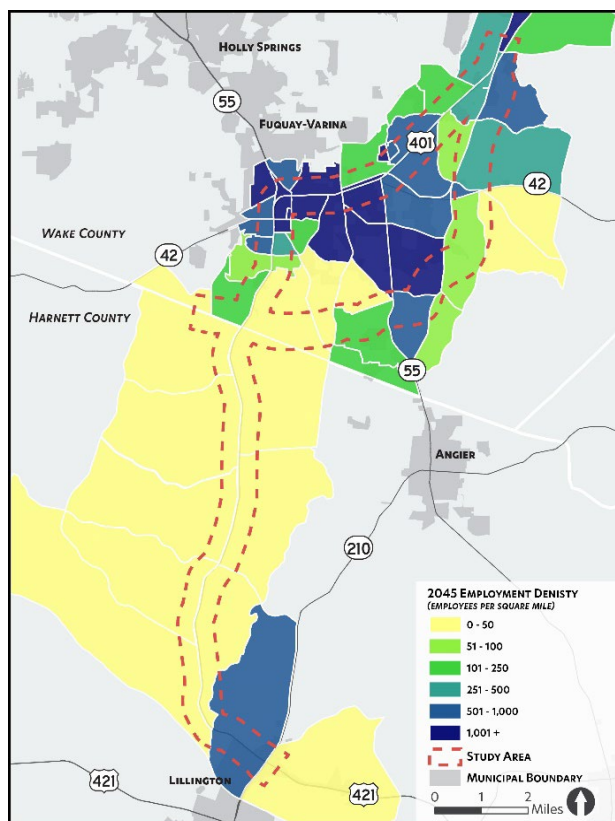 HOLLY SPRINGS
55
FUQUAY-VARINA
401
42
WAKE COUNTY
42
HARNETT COUNTY
55
ANGIER
210
2045 EMPLOYMENT DENISTY
(EMPLOYEES PER SQUARE MILE)
0 - 50
51 - 100
101 - 250
251 - 500
501 - 1,000
1,001 +
STUDY AREA
MUNICIPAL BOUNDARY
0 1 2
Miles
421
LILLINGTON
421